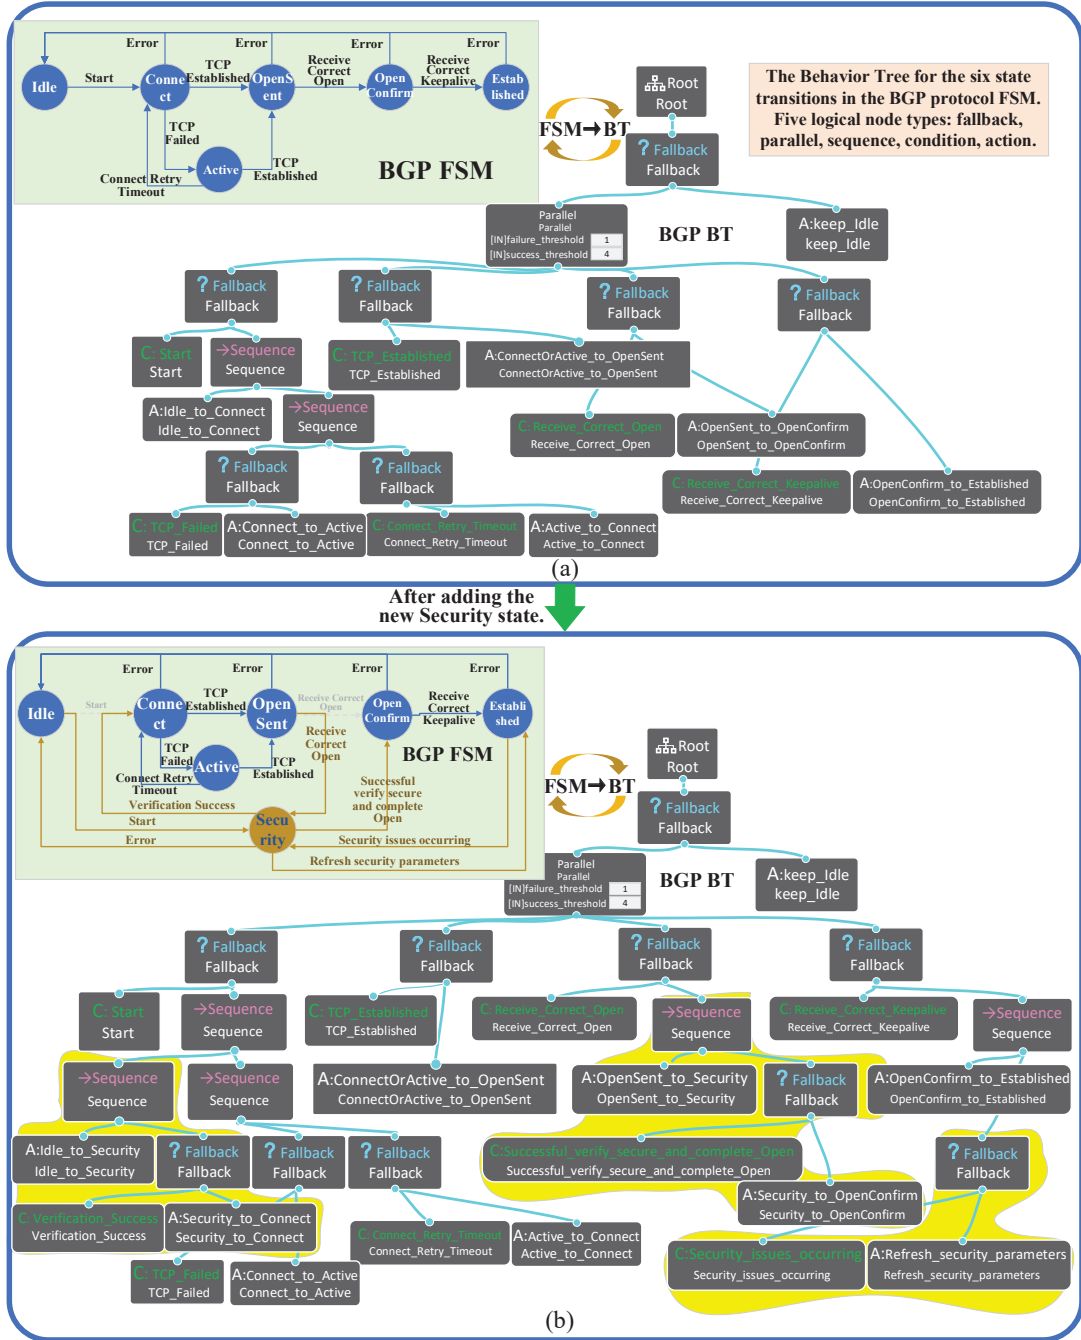 Error
Error
Error
Error
Idle
Start
Conne
ct
TCP
Established
OpenS
ent
Receive
Correct
Open
Open
Confirm
Receive
Correct
Keepalive
Estab
lished
TCP
Failed
Active
TCP
Established
Connect Retry
Timeout
BGP FSM
FSM→BT
Root
Root
The Behavior Tree for the six state
transitions in the BGP protocol FSM.
Five logical node types: fallback,
parallel, sequence, condition, action.
? Fallback
Fallback
Parallel
Parallel
[IN]failure_threshold 1
[IN]success_threshold 4
BGP BT
A:keep_Idle
keep_Idle
? Fallback
Fallback
? Fallback
Fallback
? Fallback
Fallback
? Fallback
Fallback
C: Start
Start
→Sequence
Sequence
C: TCP_Established
TCP_Established
A:ConnectOrActive_to_OpenSent
ConnectOrActive_to_OpenSent
A:Idle_to_Connect
Idle_to_Connect
→Sequence
Sequence
C: Receive_Correct_Open
Receive_Correct_Open
A:OpenSent_to_OpenConfirm
OpenSent_to_OpenConfirm
? Fallback
Fallback
? Fallback
Fallback
C: Receive_Correct_Keepalive
Receive_Correct_Keepalive
A:OpenConfirm_to_Established
OpenConfirm_to_Established
C: TCP_Failed
TCP_Failed
A:Connect_to_Active
Connect_to_Active
C: Connect_Retry_Timeout
Connect_Retry_Timeout
A:Active_to_Connect
Active_to_Connect
(a)
After adding the
new Security state.
Error
Error
Error
Error
Idle
Start
Conne
ct
TCP
Established
Open
Sent
Receive Correct
Open
Open
Confirm
Receive
Correct
Keepalive
Establi
shed
TCP
Failed
Active
TCP
Established
Connect Retry
Timeout
Receive
Correct
Open
BGP FSM
Verification Success
Successful
verify secure
and complete
Open
Start
Secu
rity
Error
Security issues occurring
Refresh security parameters
FSM→BT
Root
Root
? Fallback
Fallback
Parallel
Parallel
[IN]failure_threshold 1
[IN]success_threshold 4
BGP BT
A:keep_Idle
keep_Idle
? Fallback
Fallback
? Fallback
Fallback
? Fallback
Fallback
? Fallback
Fallback
C: Start
Start
→Sequence
Sequence
C: TCP_Established
TCP_Established
C: Receive_Correct_Open
Receive_Correct_Open
→Sequence
Sequence
C: Receive_Correct_Keepalive
Receive_Correct_Keepalive
→Sequence
Sequence
→Sequence
Sequence
→Sequence
Sequence
A:ConnectOrActive_to_OpenSent
ConnectOrActive_to_OpenSent
A:OpenSent_to_Security
OpenSent_to_Security
? Fallback
Fallback
A:OpenConfirm_to_Established
OpenConfirm_to_Established
A:Idle_to_Security
Idle_to_Security
? Fallback
Fallback
? Fallback
Fallback
? Fallback
Fallback
C:Successful_verify_secure_and_complete_Open
Successful_verify_secure_and_complete_Open
? Fallback
Fallback
C: Verification_Success
Verification_Success
A:Security_to_Connect
Security_to_Connect
A:Security_to_OpenConfirm
Security_to_OpenConfirm
C: Connect_Retry_Timeout
Connect_Retry_Timeout
A:Active_to_Connect
Active_to_Connect
C:Security_issues_occurring
Security_issues_occurring
A:Refresh_security_parameters
Refresh_security_parameters
C: TCP_Failed
TCP_Failed
A:Connect_to_Active
Connect_to_Active
(b)